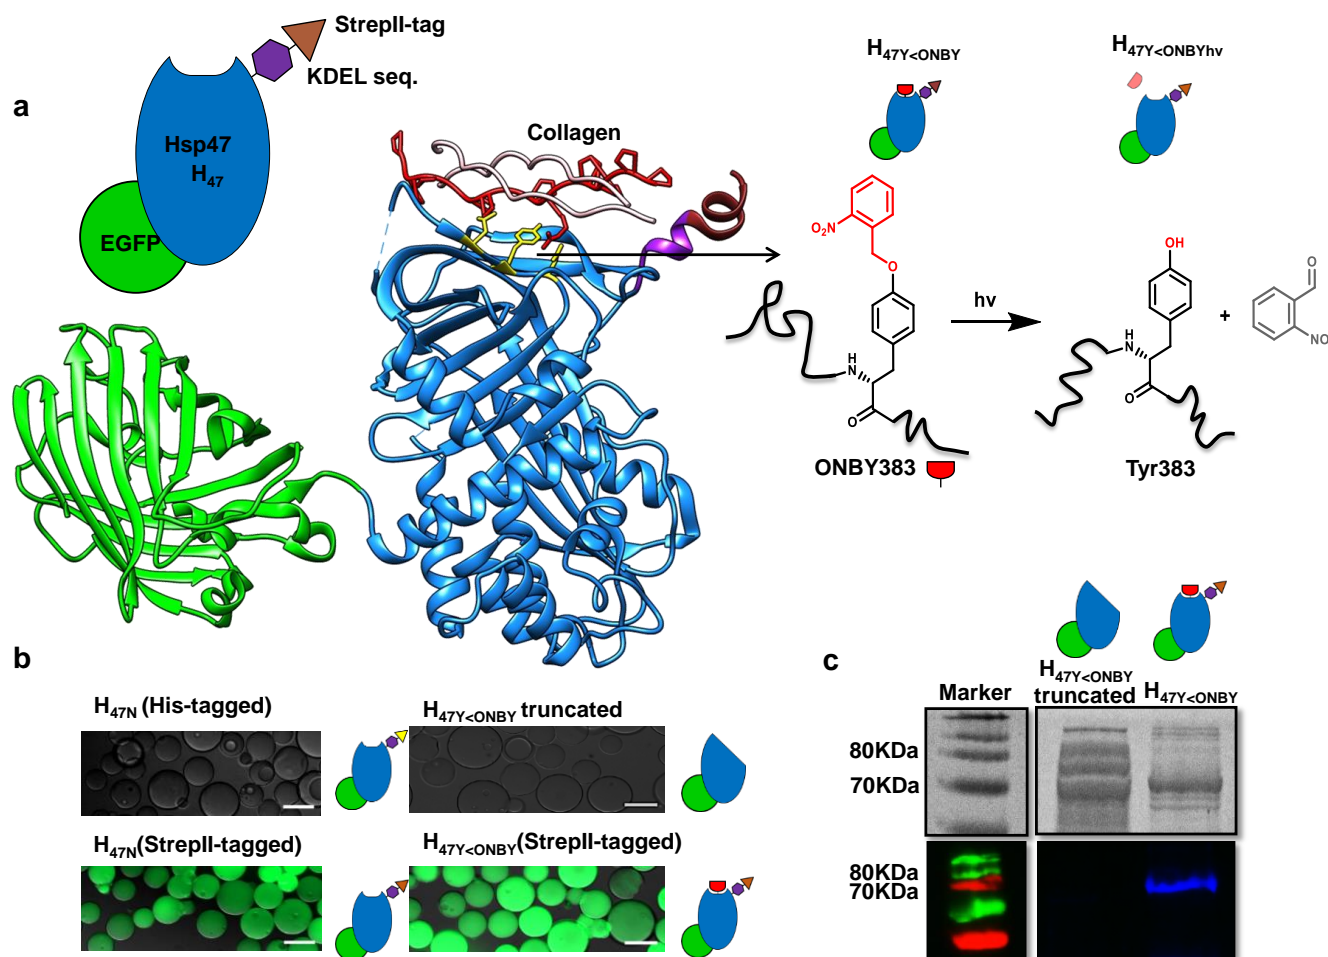 StrepII-tag
KDEL seq.
a
Hsp47
H47
EGFP
Collagen
H47Y<ONBY
H47Y<ONBYhv
O2N
O
H
N
O
ONBY383
hv
OH
H
N
O
Tyr383
+
O
NO
b
H47N (His-tagged)
H47Y<ONBY truncated
H47N(StrepII-tagged)
H47Y<ONBY(StrepII-tagged)
c
Marker
H47Y<ONBY
truncated
H47Y<ONBY
80KDa
70KDa
80KDa
70KDa